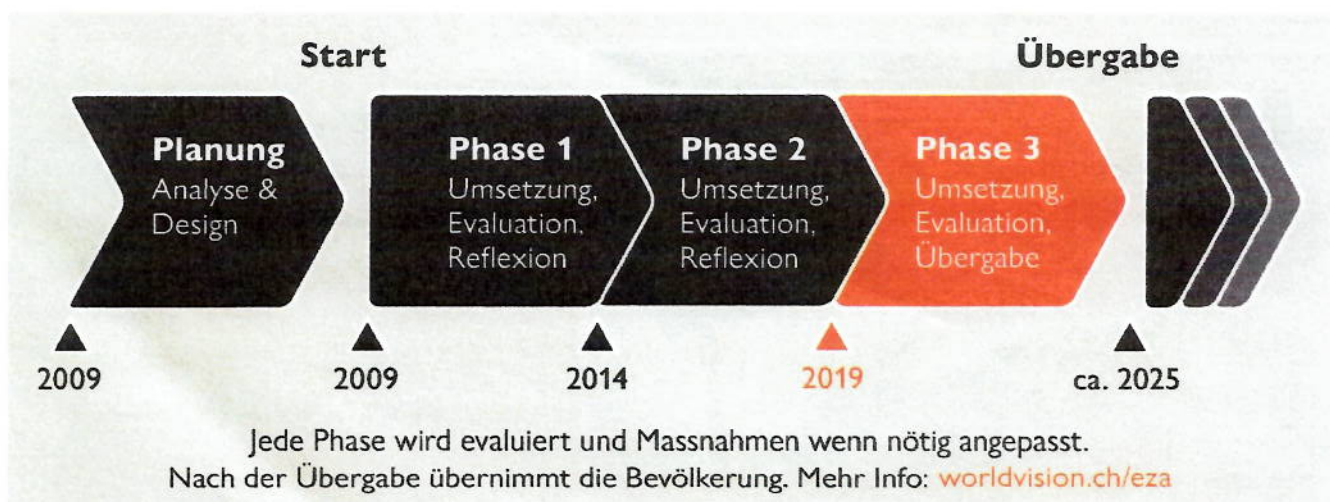 Start
Übergabe
Planung
Analyse &
Design
Phase 1
Umsetzung,
Evaluation,
Reflexion
Phase 2
Umsetzung,
Evaluation,
Reflexion
Phase 3
Umsetzung,
Evaluation,
Übergabe
2009
2009
2014
2019
ca. 2025
Jede Phase wird evaluiert und Massnahmen wenn nötig angepasst.
Nach der Übergabe übernimmt die Bevölkerung. Mehr Info: worldvision.ch/eza